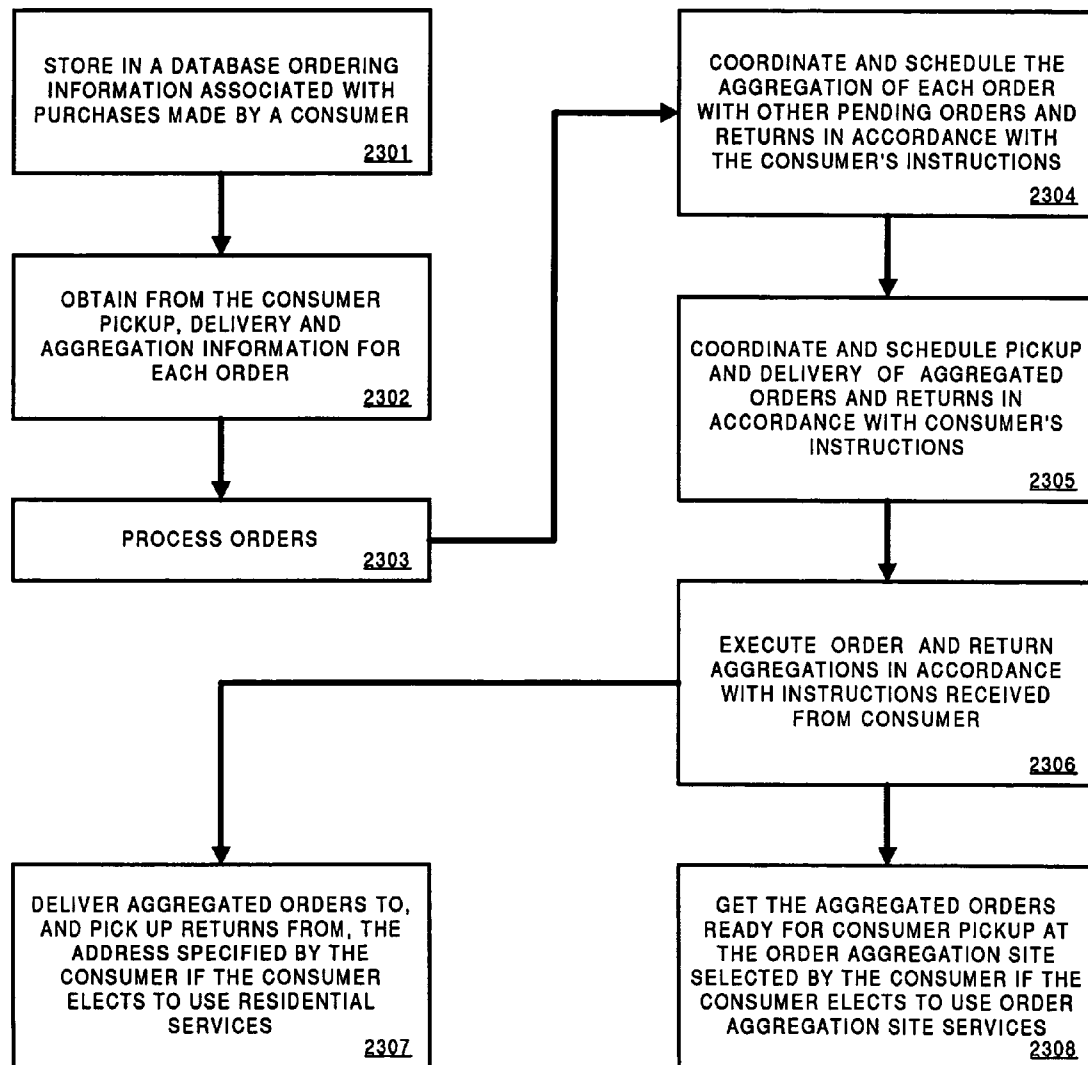 STORE IN A DATABASE ORDERING
INFORMATION ASSOCIATED WITH
PURCHASES MADE BY A CONSUMER
2301
OBTAIN FROM THE CONSUMER
PICKUP, DELIVERY AND
AGGREGATION INFORMATION FOR
EACH ORDER
2302
PROCESS ORDERS
2303
COORDINATE AND SCHEDULE THE
AGGREGATION OF EACH ORDER
WITH OTHER PENDING ORDERS AND
RETURNS IN ACCORDANCE WITH
THE CONSUMER'S INSTRUCTIONS
2304
COORDINATE AND SCHEDULE PICKUP
AND DELIVERY OF AGGREGATED
ORDERS AND RETURNS IN
ACCORDANCE WITH CONSUMER'S
INSTRUCTIONS
2305
EXECUTE ORDER AND RETURN
AGGREGATIONS IN ACCORDANCE
WITH INSTRUCTIONS RECEIVED
FROM CONSUMER
2306
DELIVER AGGREGATED ORDERS TO,
AND PICK UP RETURNS FROM, THE
ADDRESS SPECIFIED BY THE
CONSUMER IF THE CONSUMER
ELECTS TO USE RESIDENTIAL
SERVICES
2307
GET THE AGGREGATED ORDERS
READY FOR CONSUMER PICKUP AT
THE ORDER AGGREGATION SITE
SELECTED BY THE CONSUMER IF THE
CONSUMER ELECTS TO USE ORDER
AGGREGATION SITE SERVICES
2308